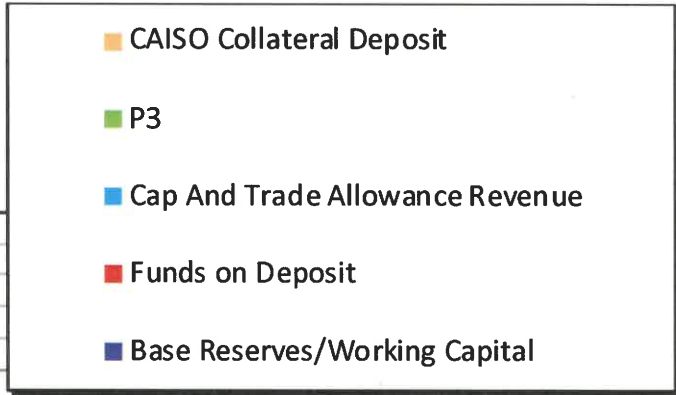 CAISO Collateral Deposit
P3
Cap And Trade Allowance Revenue
Funds on Deposit
Base Reserves/Working Capital